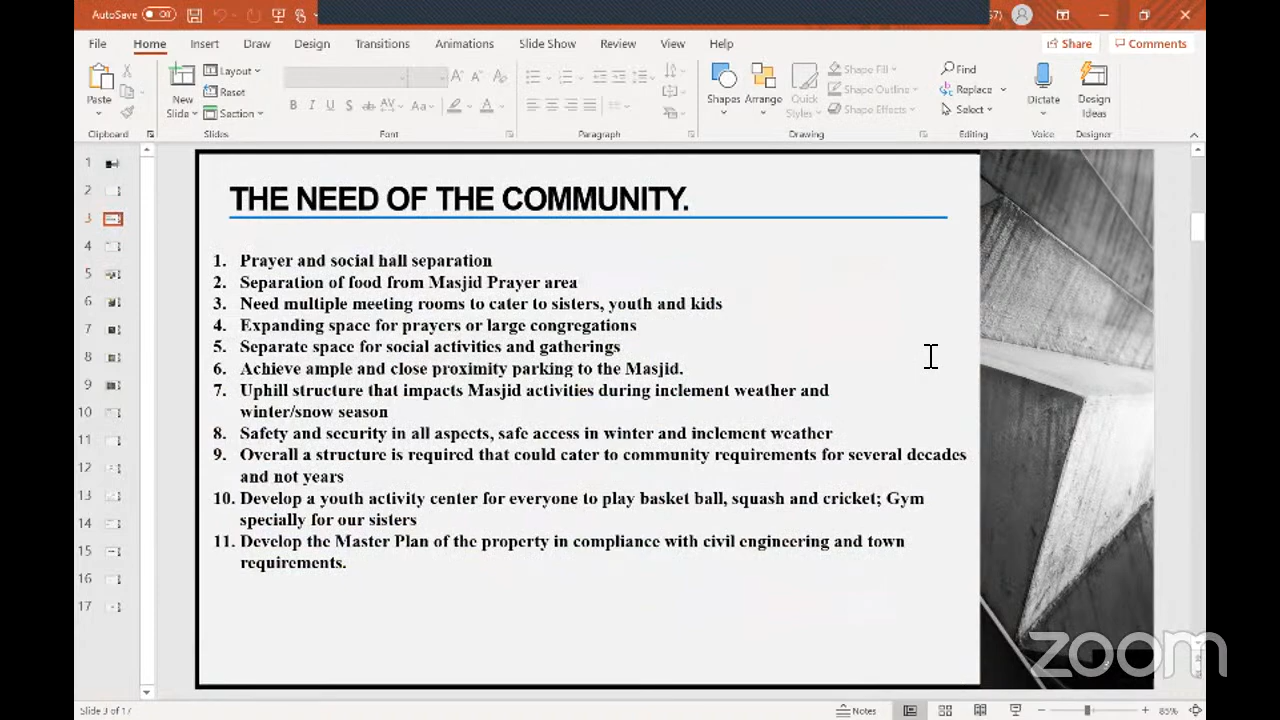 AutoSave Off
57)
File Home Insert Draw Design Transitions Animations Slide Show Review View Help Share Comments
Layout
Reset
Section
Paste
New
Slide
Shapes Arrange Quick
Styles
Shape Fill
Shape Outline
Shape Effects
Find
Replace
Select
Dictate
Design
Ideas
Clipboard Slides Font Paragraph Drawing Editing Voice Designer
1
2
3
4
5
6
7
8
9
10
11
12
13
14
15
16
17
THE NEED OF THE COMMUNITY.
1. Prayer and social hall separation
2. Separation of food from Masjid Prayer area
3. Need multiple meeting rooms to cater to sisters, youth and kids
4. Expanding space for prayers or large congregations
5. Separate space for social activities and gatherings
6. Achieve ample and close proximity parking to the Masjid.
7. Uphill structure that impacts Masjid activities during inclement weather and
winter/snow season
8. Safety and security in all aspects, safe access in winter and inclement weather
9. Overall a structure is required that could cater to community requirements for several decades
and not years
10. Develop a youth activity center for everyone to play basket ball, squash and cricket; Gym
specially for our sisters
11. Develop the Master Plan of the property in compliance with civil engineering and town
requirements.
zoom
Slide 3 of 17 Notes 85%